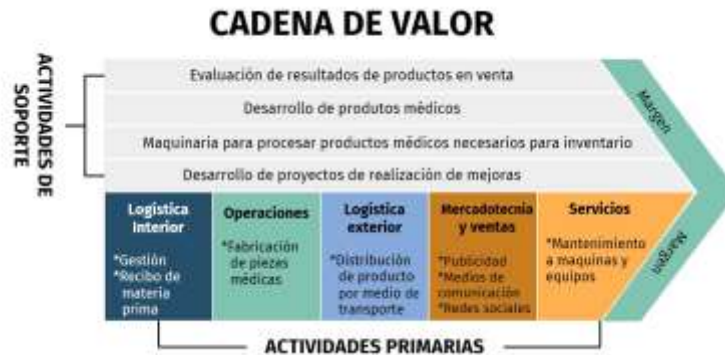 CADENA DE VALOR
ACTIVIDADES DE
SOPORTE
Evaluación de resultados de productos en venta
Desarrollo de produtos médicos
Maquinaria para procesar productos médicos necesarios para inventario
Desarrollo de proyectos de realización de mejoras
Margen
Margen
Logística
Interior
*Gestión
*Recibo de
materia
prima
Operaciones
*Fabricación
de piezas
médicas
Logística
exterior
*Distribución
de producto
por medio de
transporte
Mercadotecnia
y ventas
*Publicidad
*Medios de
comunicación
*Redes sociales
Servicios
*Mantenimiento
a maquinas y
equipos
ACTIVIDADES PRIMARIAS